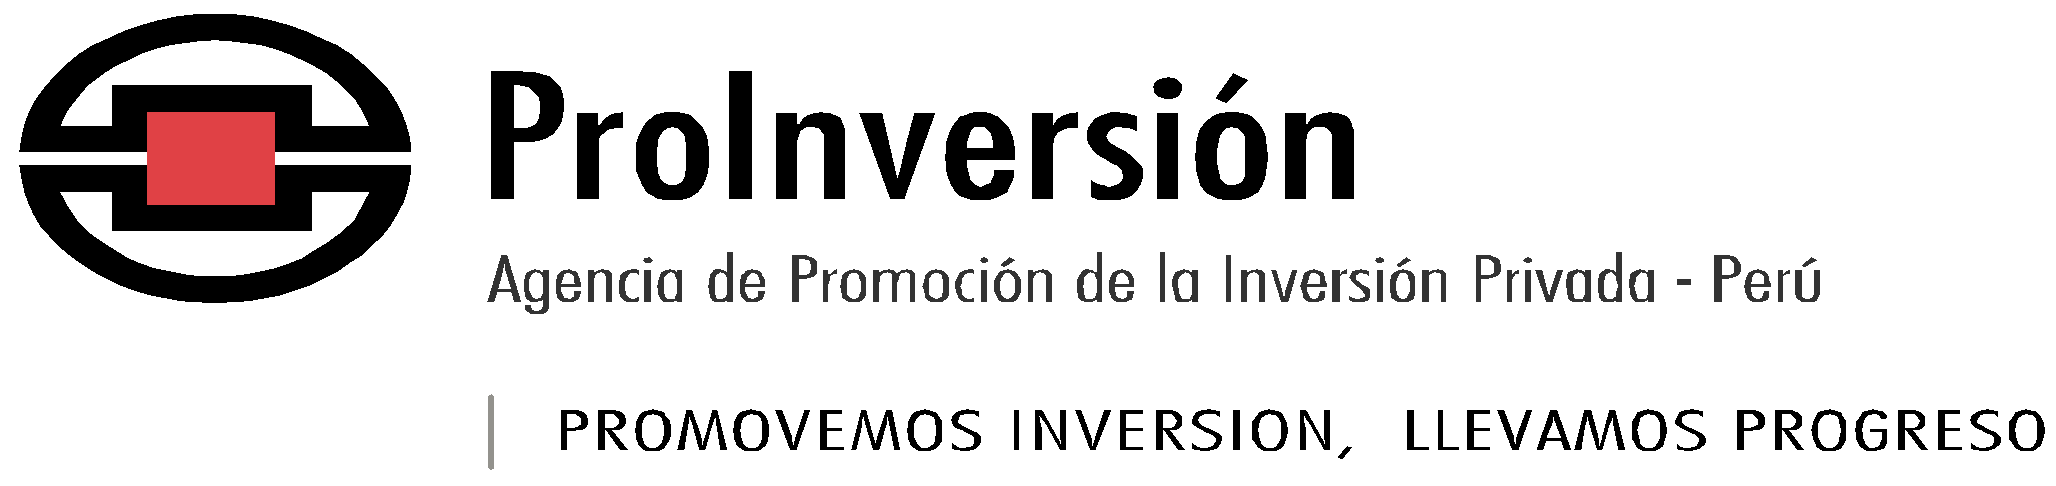 ProInversión
Agencia de Promoción de la Inversión Privada - Perú
PROMOVEMOS INVERSION, LLEVAMOS PROGRESO